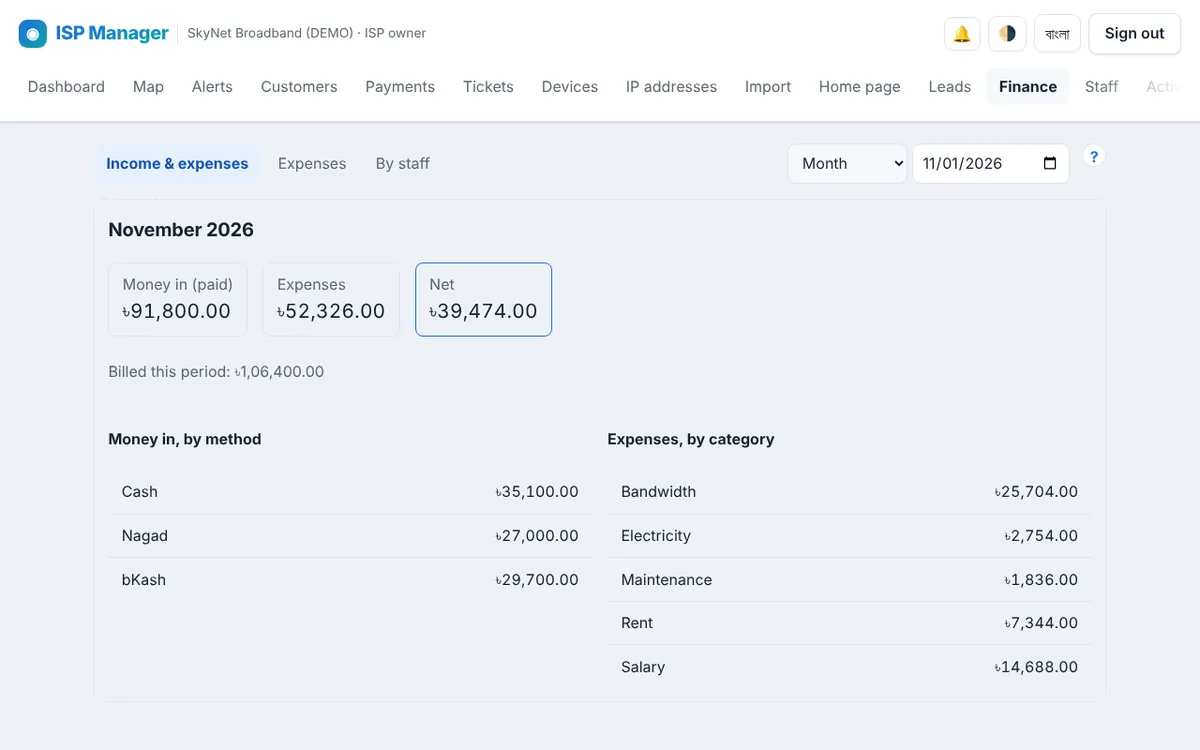 ISP Manager SkyNet Broadband (DEMO) · ISP owner বাংলা Sign out
Dashboard Map Alerts Customers Payments Tickets Devices IP addresses Import Home page Leads Finance Staff
Income & expenses Expenses By staff Month 11/01/2026 ?
November 2026
Money in (paid) Expenses Net
৳91,800.00 ৳52,326.00 ৳39,474.00
Billed this period: ৳1,06,400.00
Money in, by method
Cash ৳35,100.00
Nagad ৳27,000.00
bKash ৳29,700.00
Expenses, by category
Bandwidth ৳25,704.00
Electricity ৳2,754.00
Maintenance ৳1,836.00
Rent ৳7,344.00
Salary ৳14,688.00